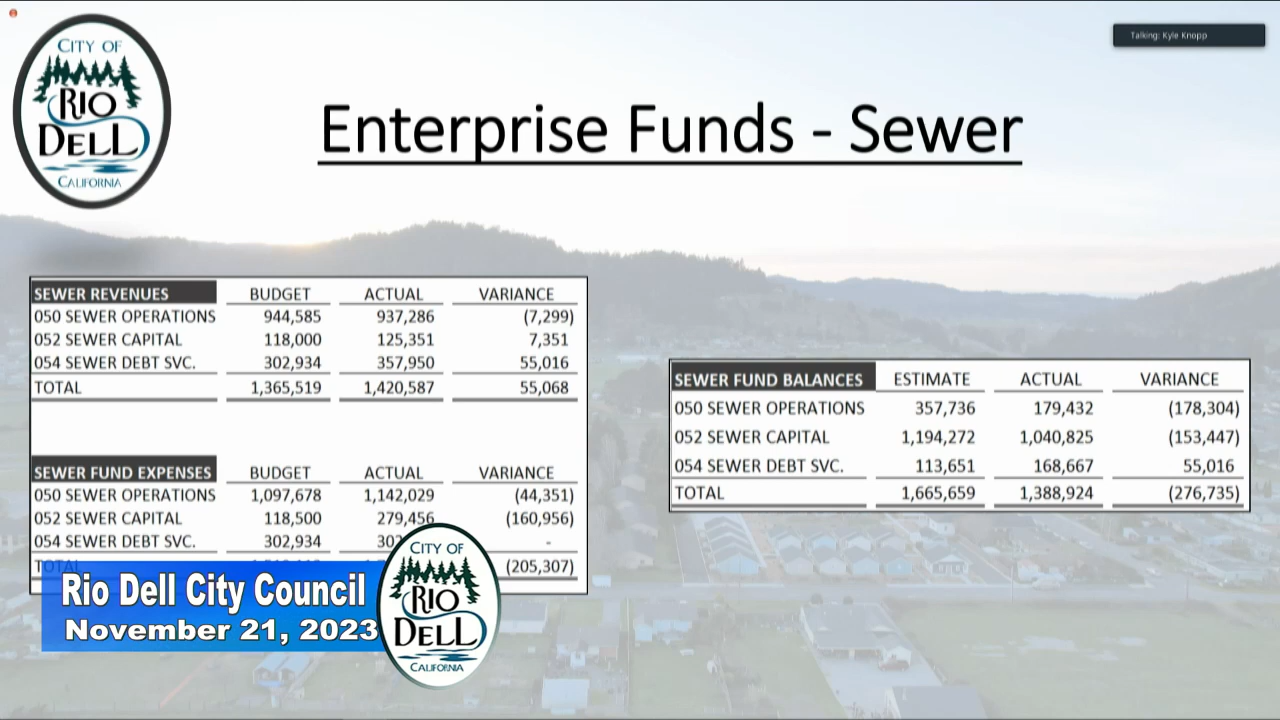 Talking: Kyle Knopp
CITY OF
RIO
DELL
CALIFORNIA
Enterprise Funds - Sewer
SEWER REVENUES BUDGET ACTUAL VARIANCE
050 SEWER OPERATIONS 944,585 937,286 (7,299)
052 SEWER CAPITAL 118,000 125,351 7,351
054 SEWER DEBT SVC. 302,934 357,950 55,016
TOTAL 1,365,519 1,420,587 55,068
SEWER FUND EXPENSES BUDGET ACTUAL VARIANCE
050 SEWER OPERATIONS 1,097,678 1,142,029 (44,351)
052 SEWER CAPITAL 118,500 279,456 (160,956)
054 SEWER DEBT SVC. 302,934 -
TOTAL (205,307)
SEWER FUND BALANCES ESTIMATE ACTUAL VARIANCE
050 SEWER OPERATIONS 357,736 179,432 (178,304)
052 SEWER CAPITAL 1,194,272 1,040,825 (153,447)
054 SEWER DEBT SVC. 113,651 168,667 55,016
TOTAL 1,665,659 1,388,924 (276,735)
Rio Dell City Council
November 21, 2023
CITY OF
RIO
DELL
CALIFORNIA